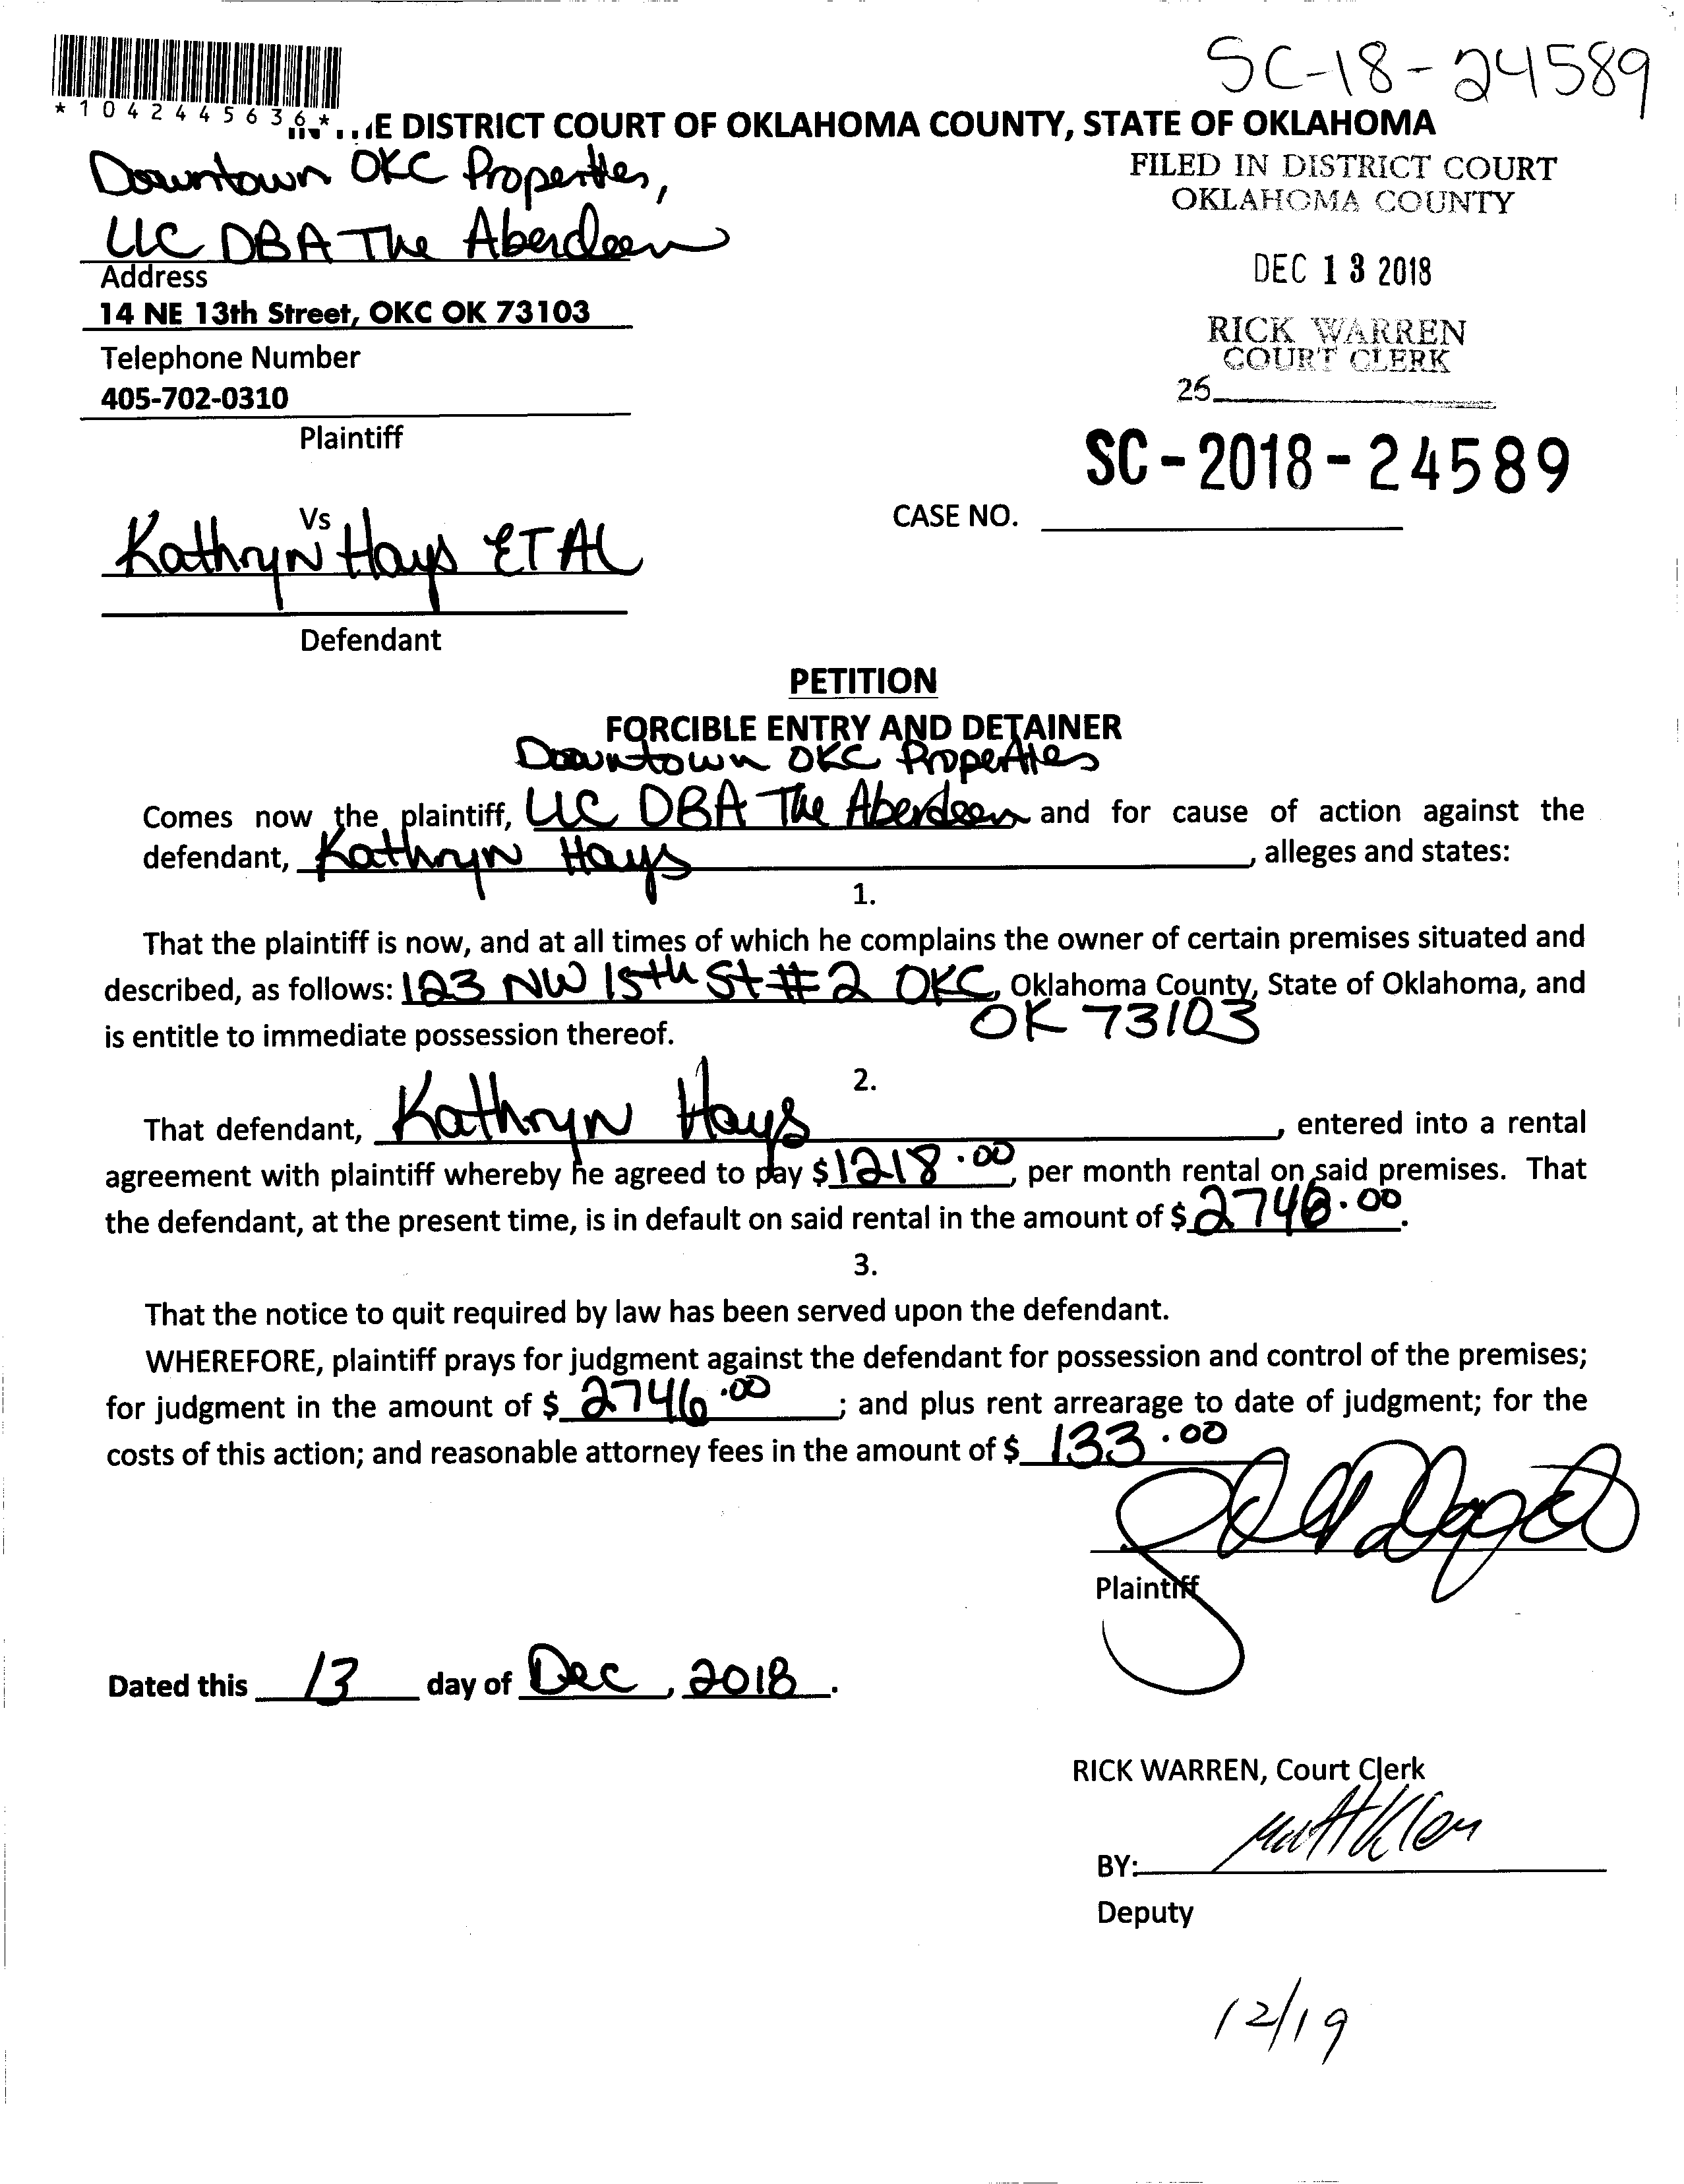 SC-18-24589
*1042445636*
E DISTRICT COURT OF OKLAHOMA COUNTY, STATE OF OKLAHOMA
Downtown OKC Properties,
LLC DBA The Aberdeen
Address
14 NE 13th Street, OKC OK 73103
Telephone Number
405-702-0310
Plaintiff
FILED IN DISTRICT COURT
OKLAHOMA COUNTY
DEC 13 2018
RICK WARREN
COURT CLERK
26
SC-2018-24589
CASE NO.
Vs
Kathryn Hays ET AL
Defendant
PETITION
FORCIBLE ENTRY AND DETAINER
Downtown OKC Properties
Comes now the plaintiff, LLC DBA The Aberdeen and for cause of action against the
defendant, Kathryn Hays, alleges and states:
1.
That the plaintiff is now, and at all times of which he complains the owner of certain premises situated and
described, as follows: 123 NW 15th St #2 OKC, Oklahoma County, State of Oklahoma, and
OK 73103
is entitle to immediate possession thereof.
2.
That defendant, Kathryn Hays, entered into a rental
agreement with plaintiff whereby he agreed to pay $1218.00, per month rental on said premises. That
the defendant, at the present time, is in default on said rental in the amount of $2746.00.
3.
That the notice to quit required by law has been served upon the defendant.
WHEREFORE, plaintiff prays for judgment against the defendant for possession and control of the premises;
for judgment in the amount of $2746.00; and plus rent arrearage to date of judgment; for the
costs of this action; and reasonable attorney fees in the amount of $133.00
Plaintiff
Dated this 13 day of Dec, 2018.
RICK WARREN, Court Clerk
BY:
Deputy
12/19